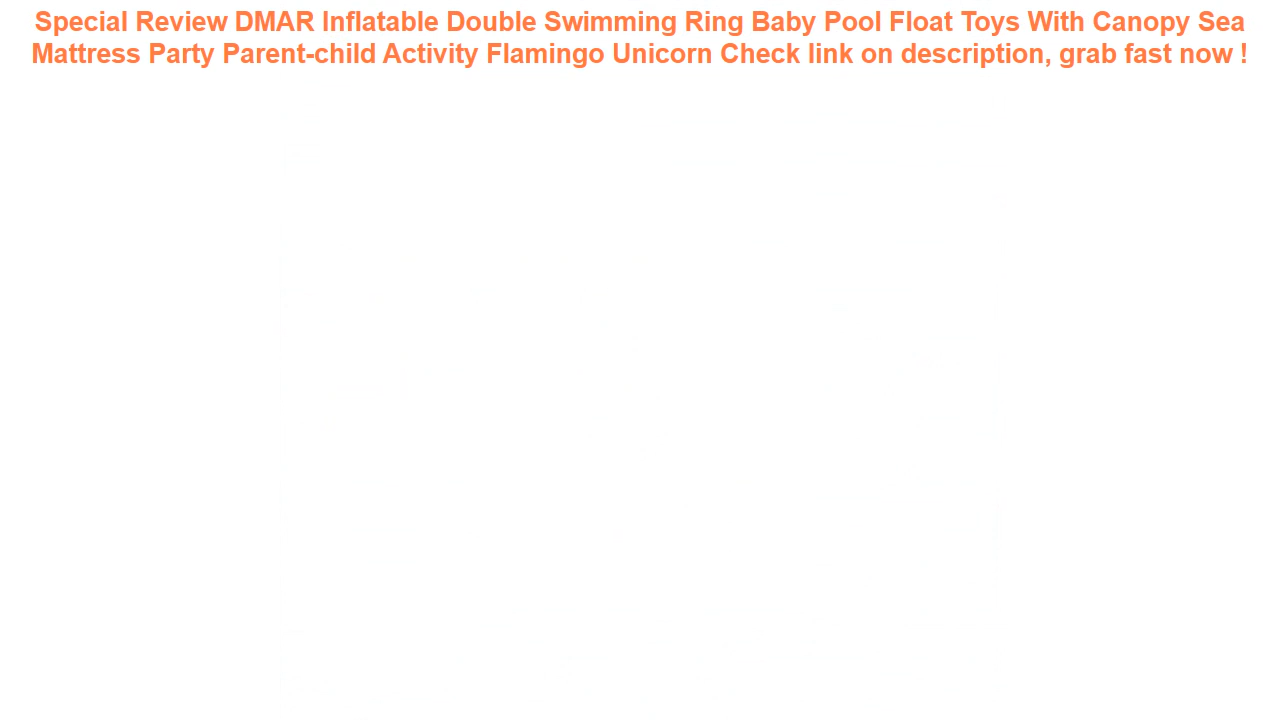 Special Review DMAR Inflatable Double Swimming Ring Baby Pool Float Toys With Canopy Sea
Mattress Party Parent-child Activity Flamingo Unicorn Check link on description, grab fast now !